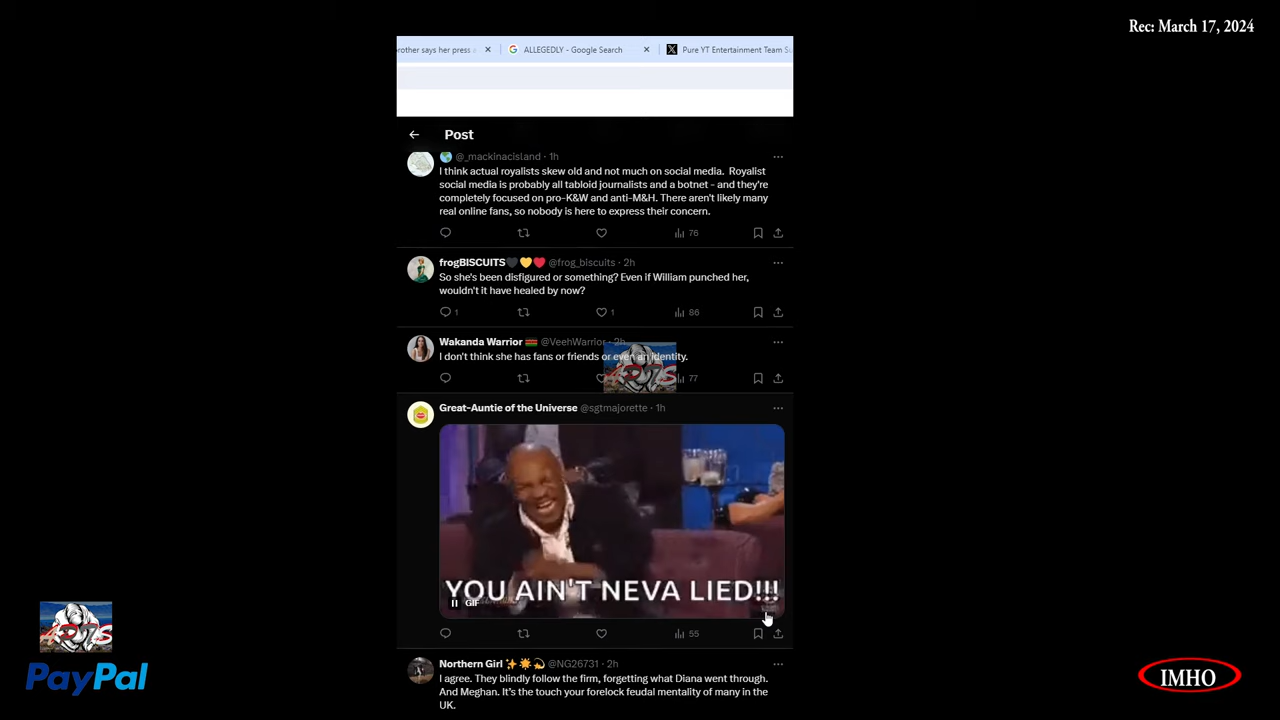 Rec: March 17, 2024
brother says her press
ALLEGEDLY - Google Search
Pure YT Entertainment Team
Post
@_mackinacisland · 1h
I think actual royalists skew old and not much on social media. Royalist
social media is probably all tabloid journalists and a botnet - and they're
completely focused on pro-K&W and anti-M&H. There aren't likely many
real online fans, so nobody is here to express their concern.
76
frogBISCUITS🖤💛❤️ @frog_biscuits · 2h
So she's been disfigured or something? Even if William punched her,
wouldn't it have healed by now?
1 1 86
Wakanda Warrior 🇰🇪 @VeehWarrior · 2h
I don't think she has fans or friends or even an identity.
77
Great-Auntie of the Universe @sgtmajorette · 1h
YOU AIN'T NEVA LIED!!!
GIF
55
Northern Girl ✨☀️💫 @NG26731 · 2h
I agree. They blindly follow the firm, forgetting what Diana went through.
And Meghan. It's the touch your forelock feudal mentality of many in the
UK.
PayPal
IMHO